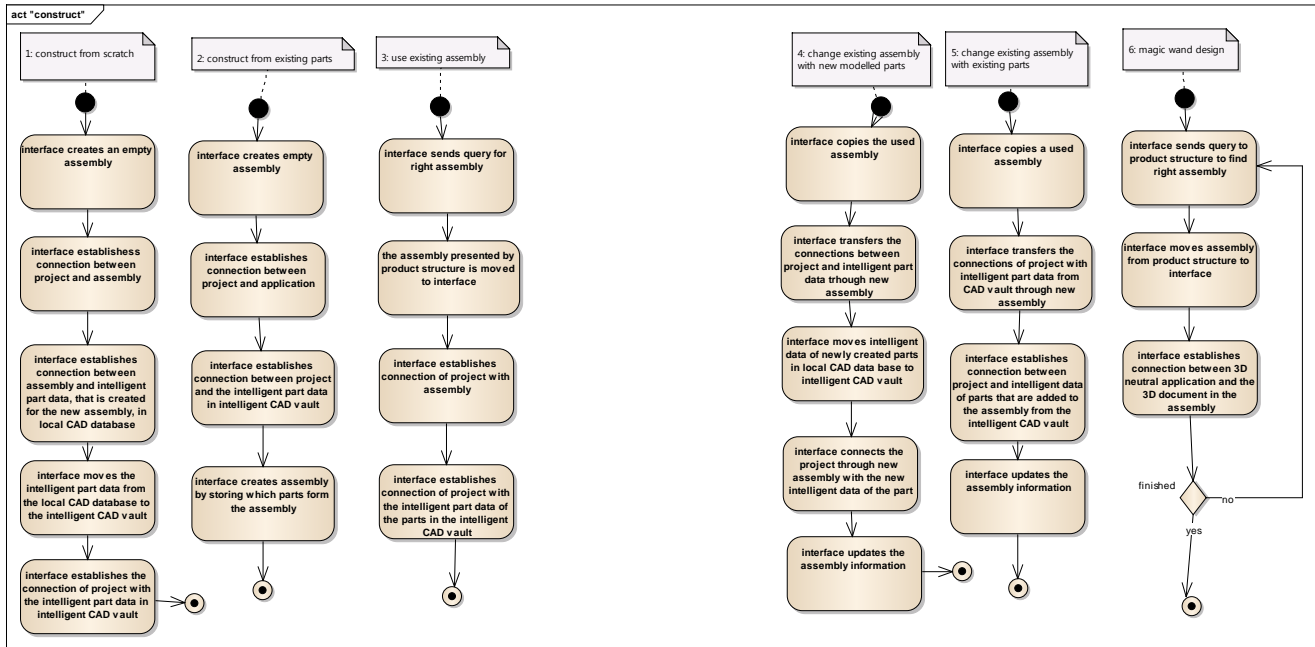 act "construct"
1: construct from scratch
interface creates an empty
assembly
interface establishess
connection between
project and assembly
interface establishes
connection between
assembly and intelligent
part data, that is created
for the new assembly, in
local CAD database
interface moves the
intelligent part data from
the local CAD database to
the intelligent CAD vault
interface establishes the
connection of project with
the intelligent part data in
intelligent CAD vault
2: construct from existing parts
interface creates empty
assembly
interface establishes
connection between
project and application
interface establishes
connection between project
and the intelligent part data
in intelligent CAD vault
interface creates assembly
by storing which parts form
the assembly
3: use existing assembly
interface sends query for
right assembly
the assembly presented by
product structure is moved
to interface
interface establishes
connection of project with
assembly
interface establishes
connection of project with
the intelligent part data of
the parts in the intelligent
CAD vault
4: change existing assembly
with new modelled parts
interface copies the used
assembly
interface transfers the
connections between
project and intelligent part
data trhough new
assembly
interface moves intelligent
data of newly created parts
in local CAD data base to
intelligent CAD vault
interface connects the
project through new
assembly with the new
intelligent data of the part
interface updates the
assembly information
5: change existing assembly
with existing parts
interface copies a used
assembly
interface transfers the
connections of project with
intelligent part data from
CAD vault through new
assembly
interface establishes
connection between
project and intelligent data
of parts that are added to
the assembly from the
intelligent CAD vault
interface updates the
assembly information
6: magic wand design
interface sends query to
product structure to find
right assembly
interface moves assembly
from product structure to
interface
interface establishes
connection between 3D
neutral application and the
3D document in the
assembly
finished
no
yes